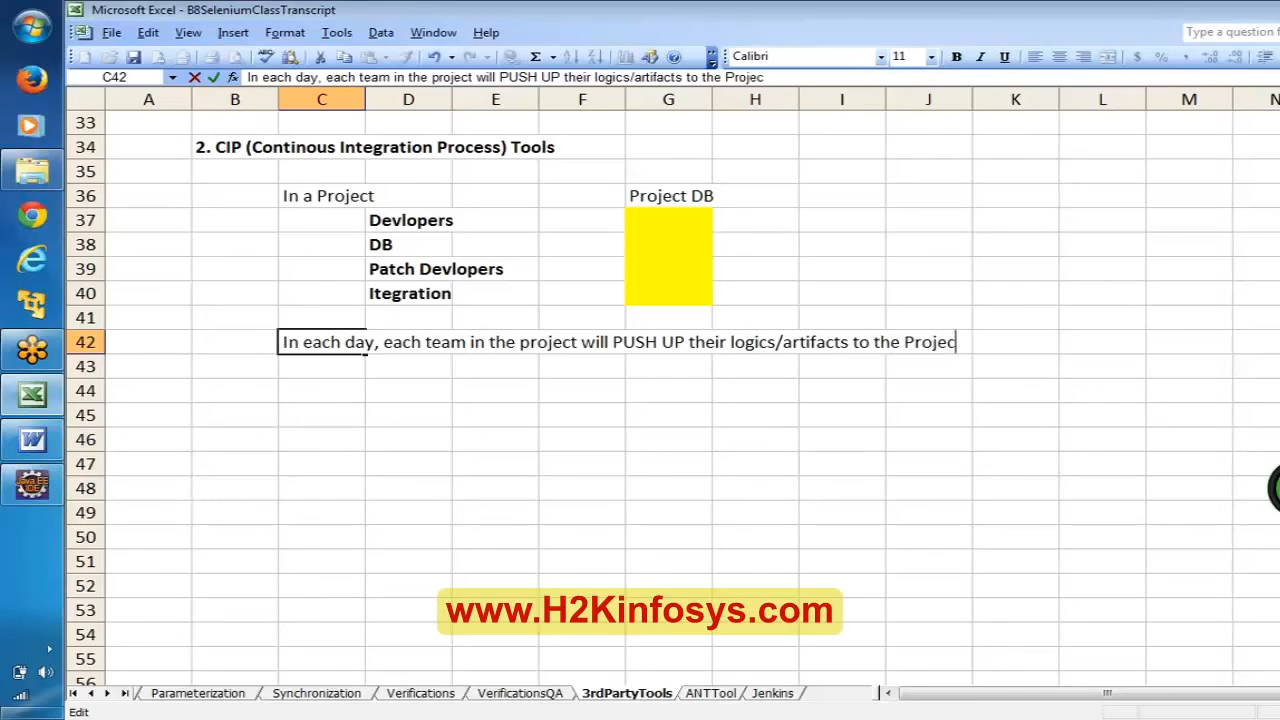 Microsoft Excel - B8SeleniumClassTranscript
File Edit View Insert Format Tools Data Window Help
Type a question f
Calibri 11 B I U
C42 In each day, each team in the project will PUSH UP their logics/artifacts to the Projec
A B C D E F G H I J K L M N
33
34 2. CIP (Continous Integration Process) Tools
35
36 In a Project Project DB
37 Devlopers
38 DB
39 Patch Devlopers
40 Itegration
41
42 In each day, each team in the project will PUSH UP their logics/artifacts to the Projec
43
44
45
46
47
48
49
50
51
52
53
54
55
56
www.H2Kinfosys.com
Java EE IDE
Parameterization Synchronization Verifications VerificationsQA 3rdPartyTools ANTTool Jenkins
Edit